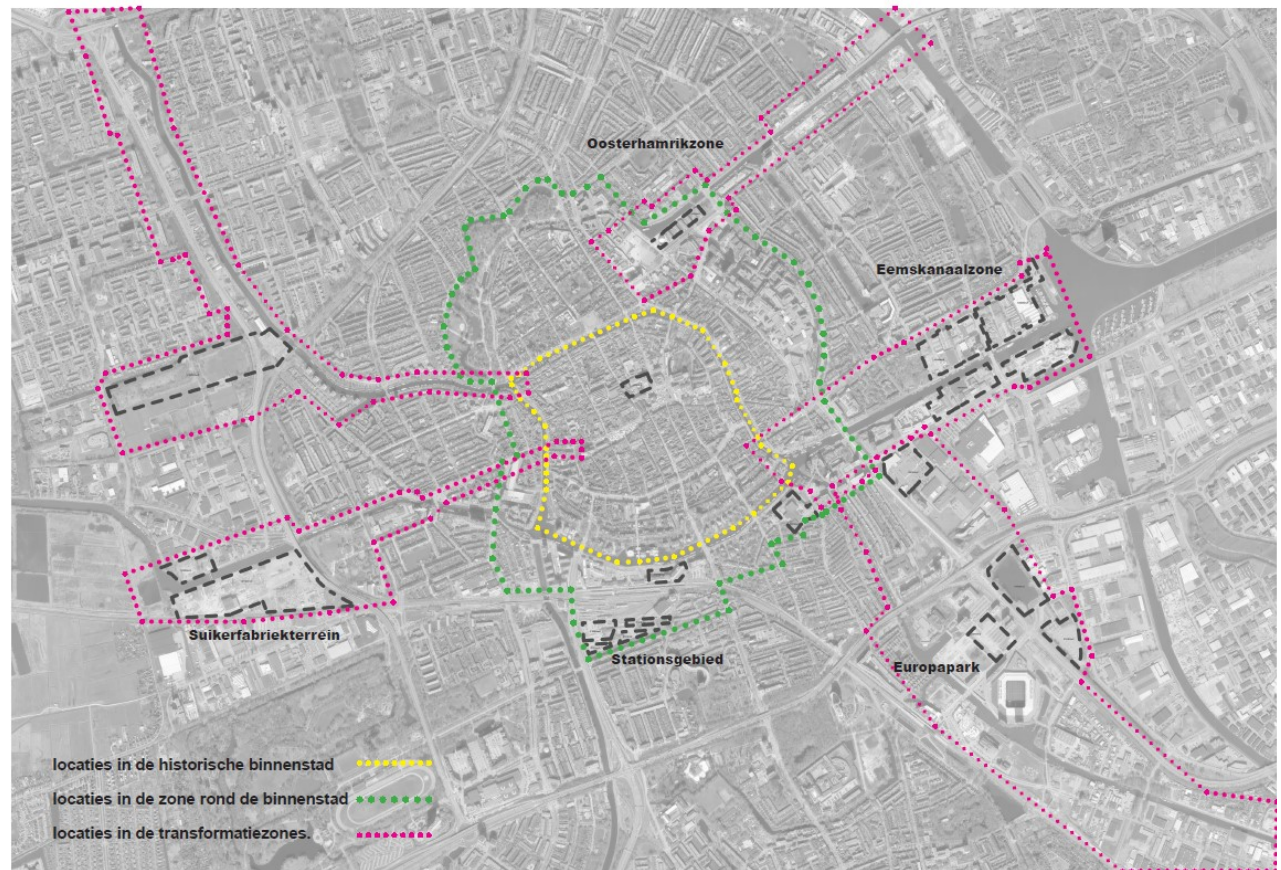 Oosterhamrikzone
Eemskanaalzone
Suikerfabriekterrein
Stationsgebied
Europapark
locaties in de historische binnenstad
locaties in de zone rond de binnenstad
locaties in de transformatiezones.